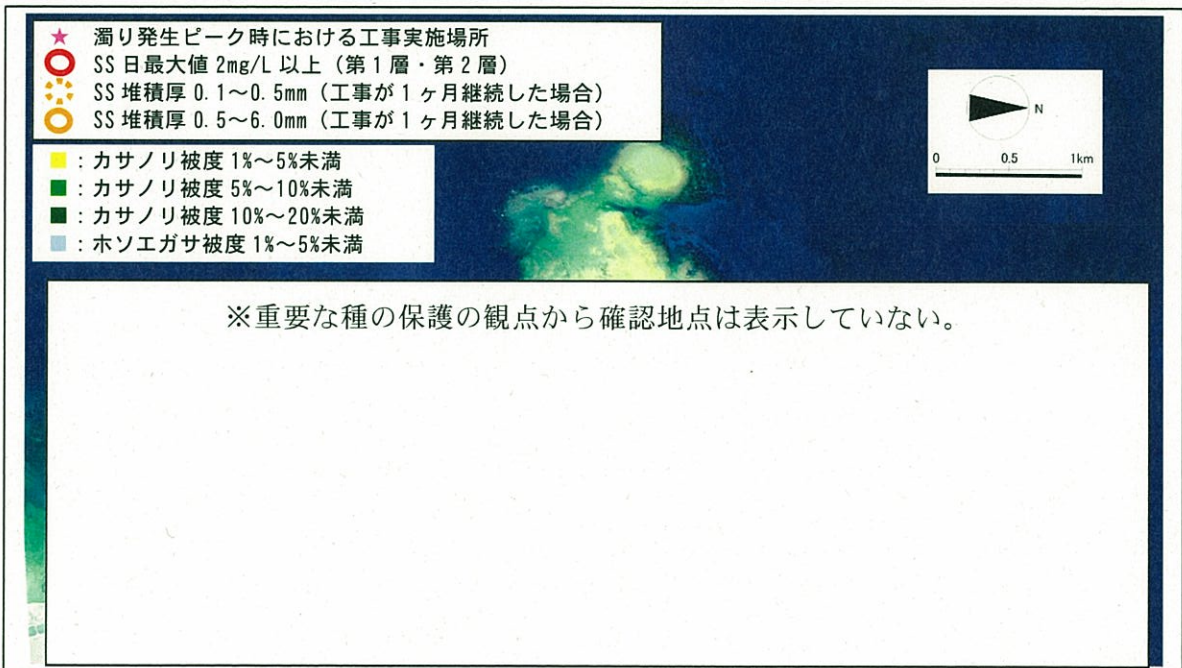 ★ 濁り発生ピーク時における工事実施場所
SS 日最大値 2mg/L 以上（第1層・第2層）
SS 堆積厚 0.1～0.5mm（工事が1ヶ月継続した場合）
SS 堆積厚 0.5～6.0mm（工事が1ヶ月継続した場合）
：カサノリ被度 1%～5%未満
：カサノリ被度 5%～10%未満
：カサノリ被度 10%～20%未満
：ホソエガサ被度 1%～5%未満
N
0 0.5 1km
※重要な種の保護の観点から確認地点は表示していない。